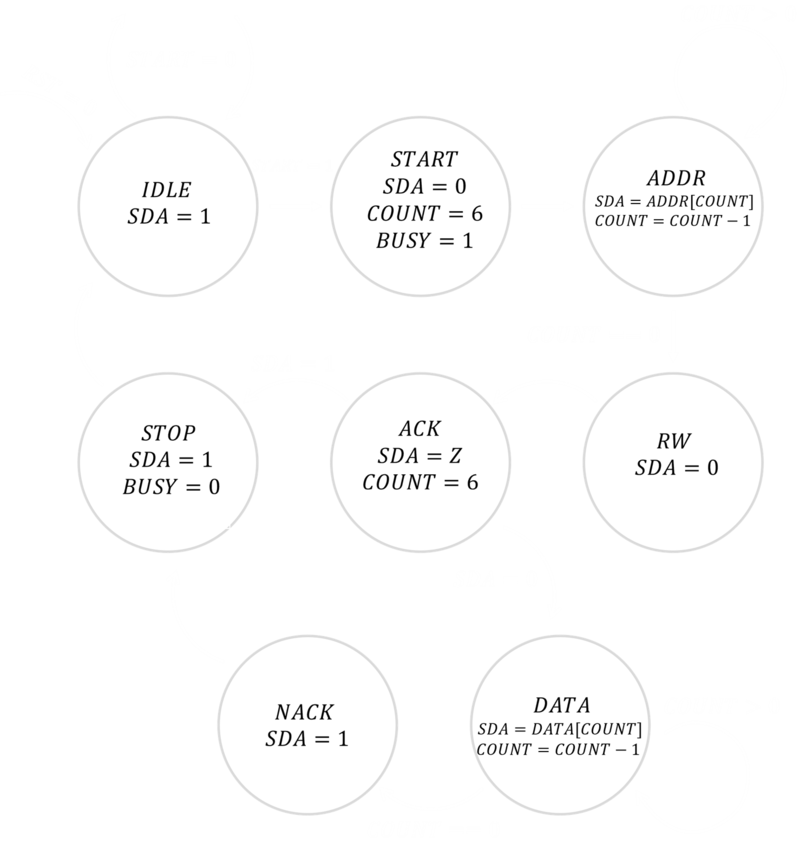 IDLE
SDA = 1
START
SDA = 0
COUNT = 6
BUSY = 1
ADDR
SDA = ADDR[COUNT]
COUNT = COUNT − 1
STOP
SDA = 1
BUSY = 0
ACK
SDA = Z
COUNT = 6
RW
SDA = 0
NACK
SDA = 1
DATA
SDA = DATA[COUNT]
COUNT = COUNT − 1